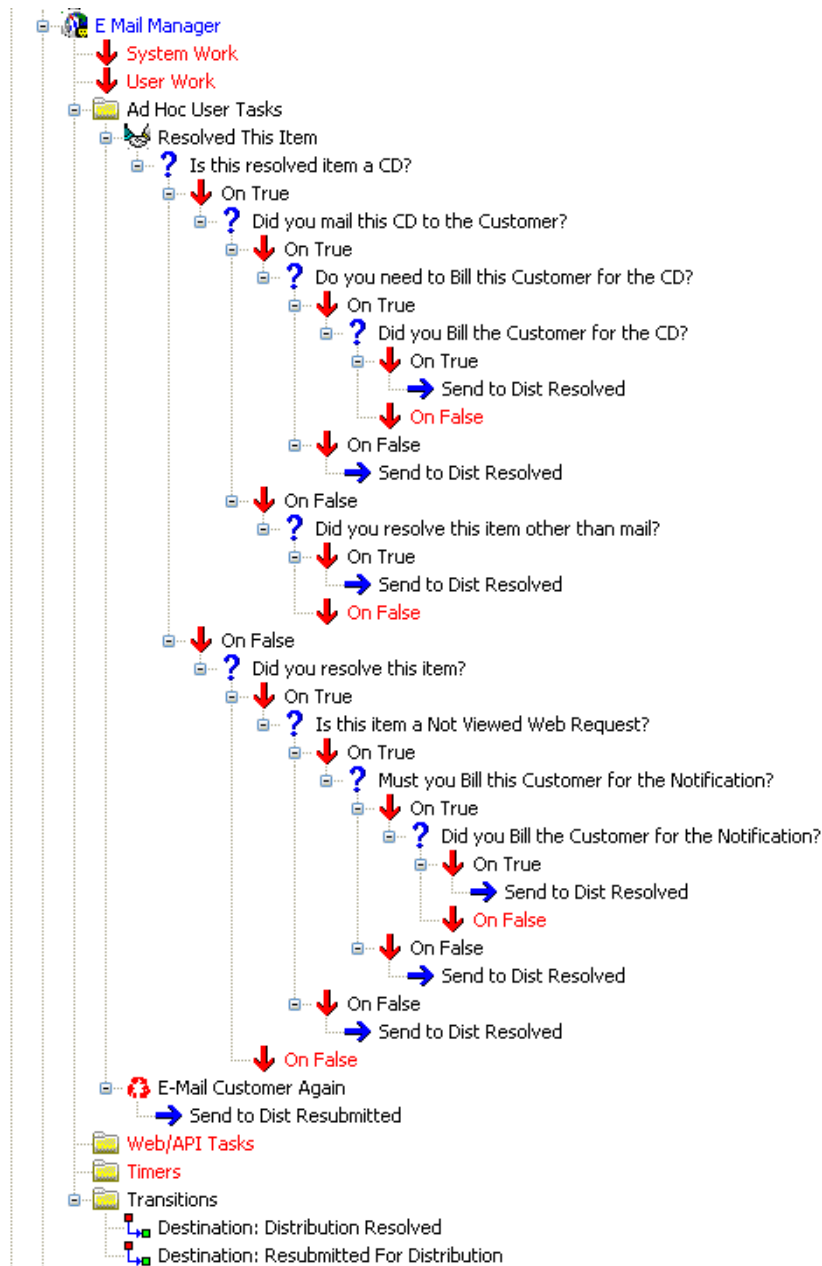 E Mail Manager
System Work
User Work
Ad Hoc User Tasks
Resolved This Item
Is this resolved item a CD?
On True
Did you mail this CD to the Customer?
On True
Do you need to Bill this Customer for the CD?
On True
Did you Bill the Customer for the CD?
On True
Send to Dist Resolved
On False
On False
Send to Dist Resolved
On False
Did you resolve this item other than mail?
On True
Send to Dist Resolved
On False
On False
Did you resolve this item?
On True
Is this item a Not Viewed Web Request?
On True
Must you Bill this Customer for the Notification?
On True
Did you Bill the Customer for the Notification?
On True
Send to Dist Resolved
On False
On False
Send to Dist Resolved
On False
Send to Dist Resolved
On False
E-Mail Customer Again
Send to Dist Resubmitted
Web/API Tasks
Timers
Transitions
Destination: Distribution Resolved
Destination: Resubmitted For Distribution